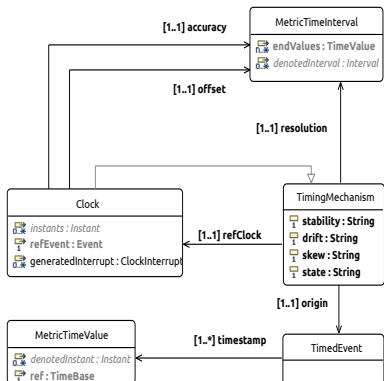 MetricTimeInterval
endValues : TimeValue
denotedInterval : Interval
[1..1] accuracy
[1..1] offset
[1..1] resolution
Clock
instants : Instant
refEvent : Event
generatedInterrupt : ClockInterrupt
TimingMechanism
stability : String
drift : String
skew : String
state : String
[1..1] refClock
[1..1] origin
MetricTimeValue
denotedInstant : Instant
ref : TimeBase
[1..*] timestamp
TimedEvent